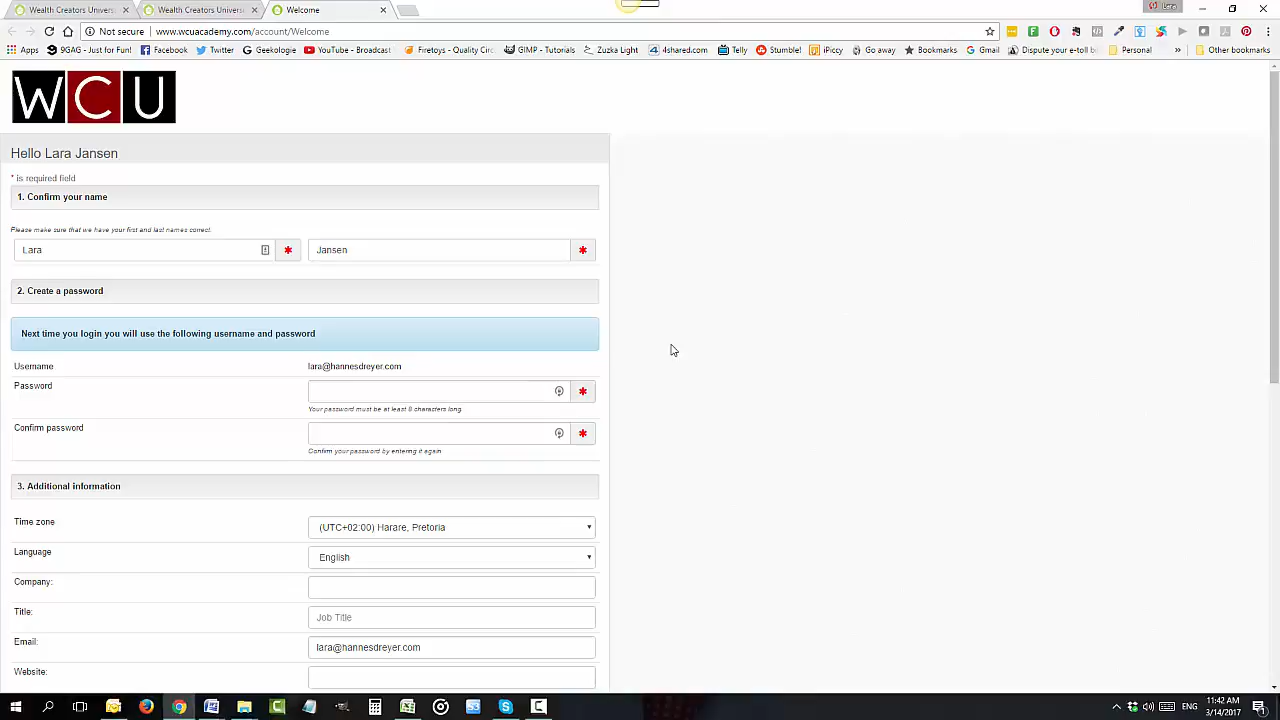 Wealth Creators Univers
Wealth Creators Univers
Welcome
Lara
Not secure
www.wcuacademy.com/account/Welcome
Apps
9GAG - Just for Fun!
Facebook
Twitter
Geekologie
YouTube - Broadcast
Firetoys - Quality Circ
GIMP - Tutorials
Zuzka Light
4shared.com
Telly
Stumble!
iPiccy
Go away
Bookmarks
Gmail
Dispute your e-toll b
Personal
»
Other bookmarks
WCU
Hello Lara Jansen
* is required field
1. Confirm your name
Please make sure that we have your first and last names correct.
Lara * Jansen *
2. Create a password
Next time you login you will use the following username and password
Username lara@hannesdreyer.com
Password *
Your password must be at least 8 characters long.
Confirm password *
Confirm your password by entering it again
3. Additional information
Time zone (UTC+02:00) Harare, Pretoria
Language English
Company:
Title: Job Title
Email: lara@hannesdreyer.com
Website:
ENG
11:42 AM
3/14/2017